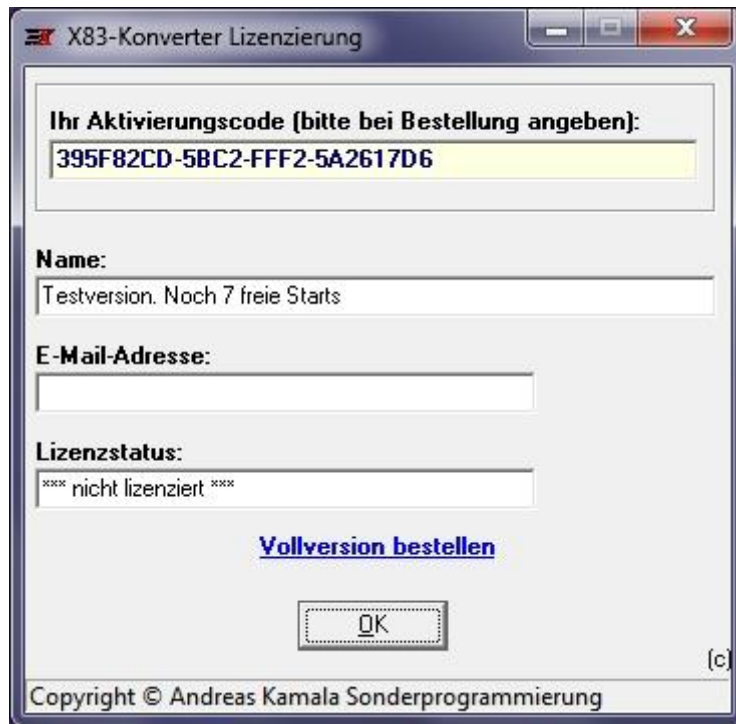 X83-Konverter Lizenzierung
Ihr Aktivierungscode (bitte bei Bestellung angeben):
395F82CD-5BC2-FFF2-5A2617D6
Name:
Testversion. Noch 7 freie Starts
E-Mail-Adresse:
Lizenzstatus:
*** nicht lizenziert ***
Vollversion bestellen
OK
(c)
Copyright © Andreas Kamala Sonderprogrammierung